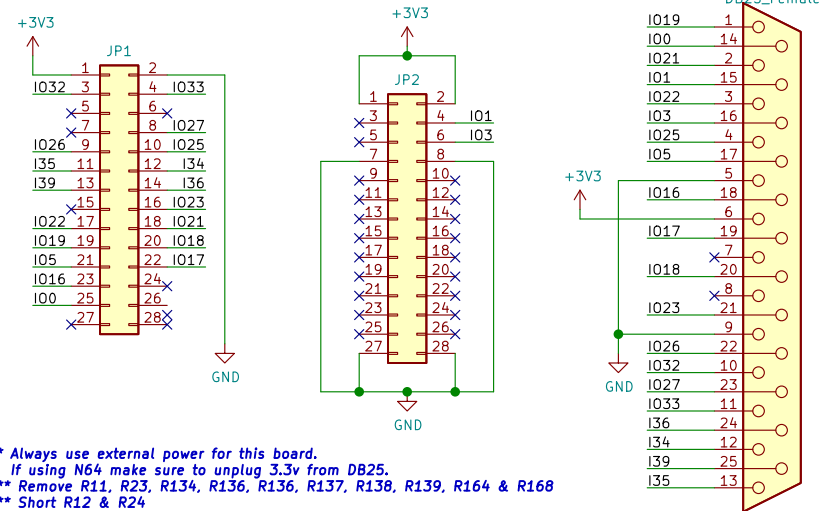 +3V3
JP1
1 2
IO32 3 4 IO33
5 6
7 8 IO27
IO26 9 10 IO25
I35 11 12 I34
I39 13 14 I36
15 16 IO23
IO22 17 18 IO21
IO19 19 20 IO18
IO5 21 22 IO17
IO16 23 24
IO0 25 26
27 28
GND
+3V3
JP2
1 2
3 4 IO1
5 6 IO3
7 8
9 10
11 12
13 14
15 16
17 18
19 20
21 22
23 24
25 26
27 28
GND
DB25_Female
IO19 1
IO0 14
IO21 2
IO1 15
IO22 3
IO3 16
IO25 4
IO5 17
5
IO16 18
+3V3
6
IO17 19
7
IO18 20
8
IO23 21
9
IO26 22
IO32 10
IO27 23
IO33 11
I36 24
I34 12
I39 25
I35 13
GND
* Always use external power for this board.
If using N64 make sure to unplug 3.3v from DB25.
** Remove R11, R23, R134, R136, R136, R137, R138, R139, R164 & R168
** Short R12 & R24